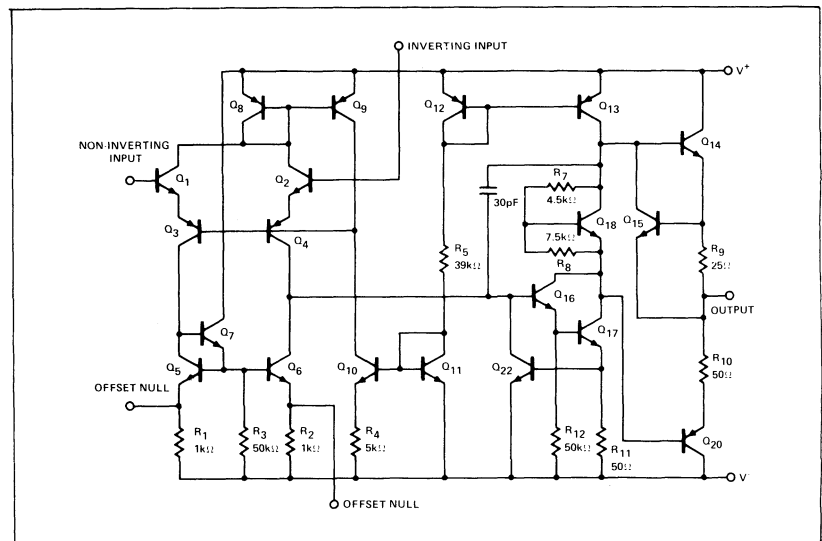 INVERTING INPUT
V+
Q8
Q9
Q12
Q13
Q14
NON-INVERTING
INPUT
Q1
Q2
R7
4.5kΩ
30pF
Q3
Q4
Q18
Q15
R5
39kΩ
7.5kΩ
R8
R9
25Ω
Q16
OUTPUT
Q7
Q17
Q5
Q6
Q10
Q11
Q22
R10
50Ω
OFFSET NULL
R1
1kΩ
R3
50kΩ
R2
1kΩ
R4
5kΩ
R12
50kΩ
R11
50Ω
Q20
V
OFFSET NULL